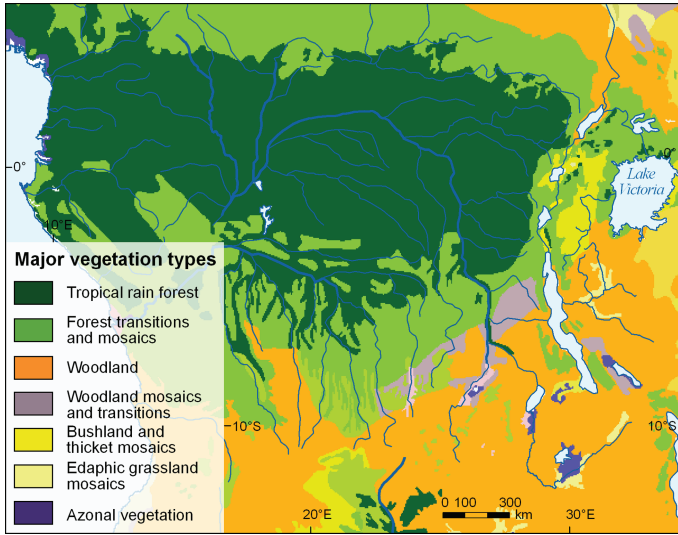 0°
Lake
Victoria
0°
10°E
Major vegetation types
Tropical rain forest
Forest transitions
and mosaics
Woodland
Woodland mosaics
and transitions
Bushland and
thicket mosaics
Edaphic grassland
mosaics
Azonal vegetation
10°S
10°S
0 100 300
km
20°E
30°E